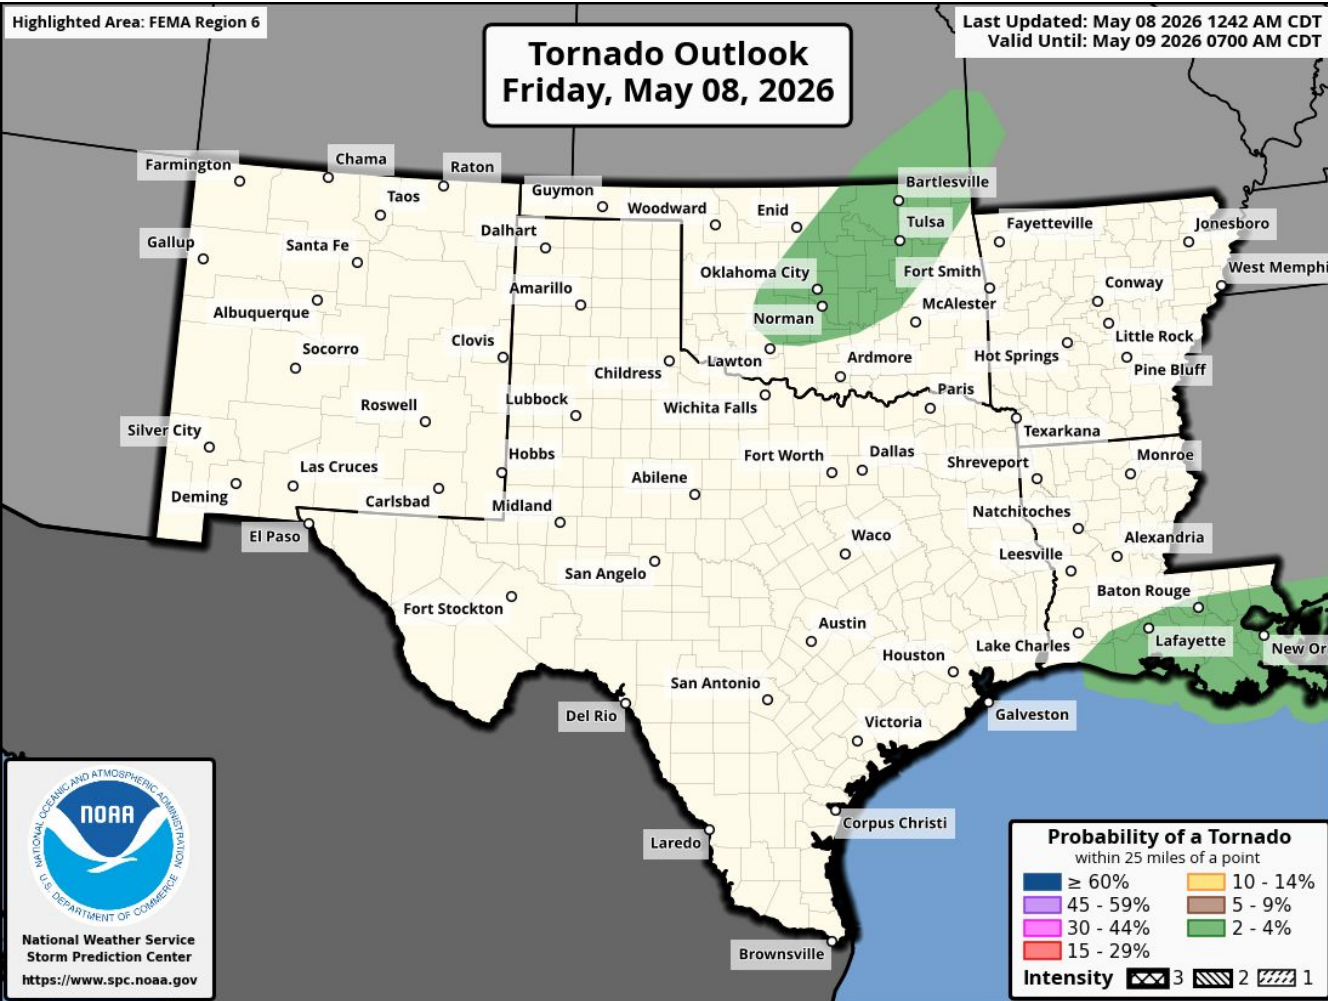 Highlighted Area: FEMA Region 6
Last Updated: May 08 2026 1242 AM CDT
Valid Until: May 09 2026 0700 AM CDT
Tornado Outlook
Friday, May 08, 2026
Farmington
Chama
Raton
Taos
Guymon
Woodward
Enid
Bartlesville
Tulsa
Fayetteville
Jonesboro
Gallup
Santa Fe
Dalhart
Oklahoma City
Fort Smith
West Memphi
Albuquerque
Amarillo
Norman
McAlester
Conway
Little Rock
Socorro
Clovis
Childress
Lawton
Ardmore
Hot Springs
Pine Bluff
Roswell
Lubbock
Wichita Falls
Paris
Texarkana
Silver City
Las Cruces
Hobbs
Abilene
Fort Worth
Dallas
Shreveport
Monroe
Deming
Carlsbad
Midland
Natchitoches
El Paso
San Angelo
Waco
Leesville
Alexandria
Fort Stockton
Baton Rouge
Austin
Houston
Lake Charles
Lafayette
New Or
San Antonio
Del Rio
Victoria
Galveston
Corpus Christi
Laredo
Brownsville
NATIONAL OCEANIC AND ATMOSPHERIC ADMINISTRATION
NOAA
U.S. DEPARTMENT OF COMMERCE
National Weather Service
Storm Prediction Center
https://www.spc.noaa.gov
Probability of a Tornado
within 25 miles of a point
≥ 60%
10 - 14%
45 - 59%
5 - 9%
30 - 44%
2 - 4%
15 - 29%
Intensity 3 2 1